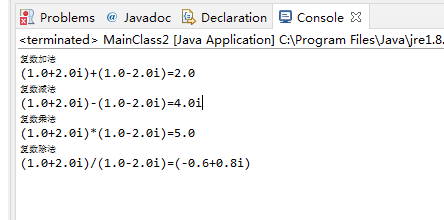 Problems @ Javadoc Declaration Console
<terminated> MainClass2 [Java Application] C:\Program Files\Java\jre1.8.
复数加法
(1.0+2.0i)+(1.0-2.0i)=2.0
复数减法
(1.0+2.0i)-(1.0-2.0i)=4.0i
复数乘法
(1.0+2.0i)*(1.0-2.0i)=5.0
复数除法
(1.0+2.0i)/(1.0-2.0i)=(-0.6+0.8i)